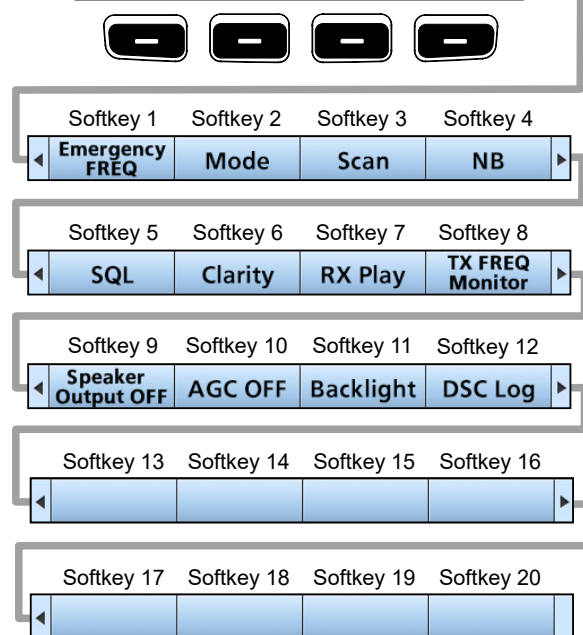 Softkey 1 Softkey 2 Softkey 3 Softkey 4
Emergency
FREQ
Mode
Scan
NB
Softkey 5 Softkey 6 Softkey 7 Softkey 8
SQL
Clarity
RX Play
TX FREQ
Monitor
Softkey 9 Softkey 10 Softkey 11 Softkey 12
Speaker
Output OFF
AGC OFF
Backlight
DSC Log
Softkey 13 Softkey 14 Softkey 15 Softkey 16
Softkey 17 Softkey 18 Softkey 19 Softkey 20